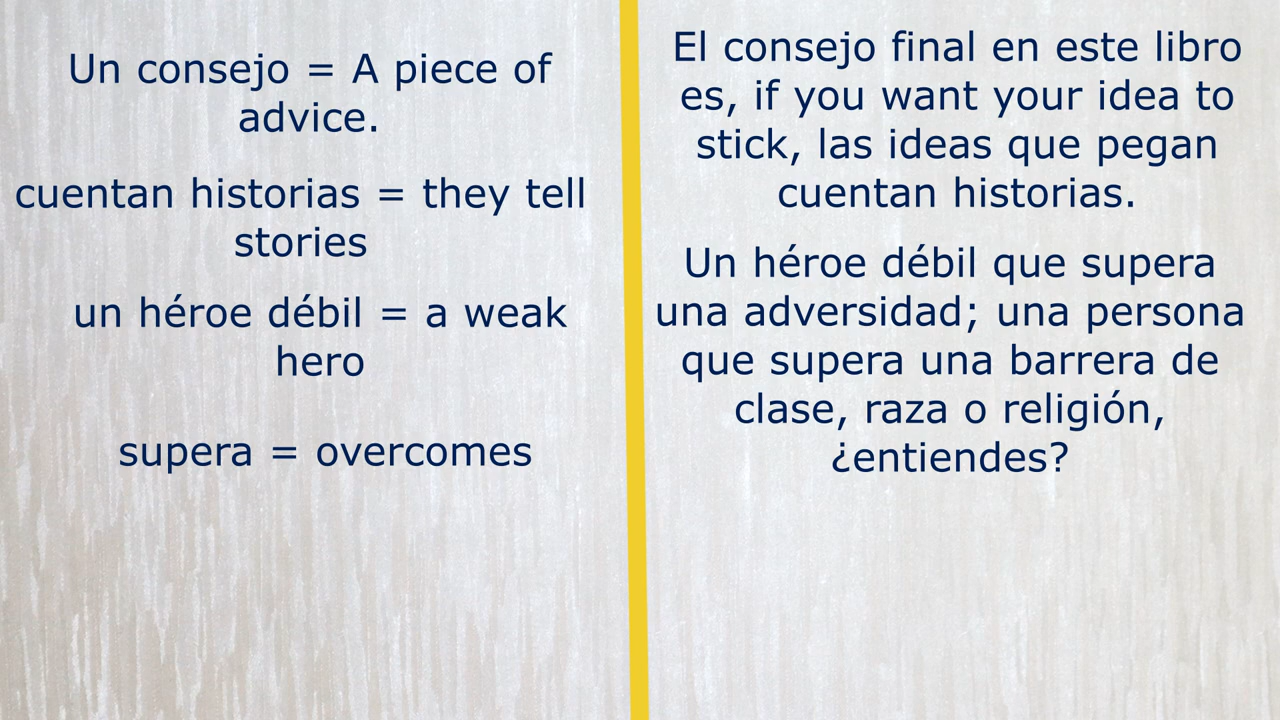 Un consejo = A piece of
advice.
cuentan historias = they tell
stories
un héroe débil = a weak
hero
supera = overcomes
El consejo final en este libro
es, if you want your idea to
stick, las ideas que pegan
cuentan historias.
Un héroe débil que supera
una adversidad; una persona
que supera una barrera de
clase, raza o religión,
¿entiendes?